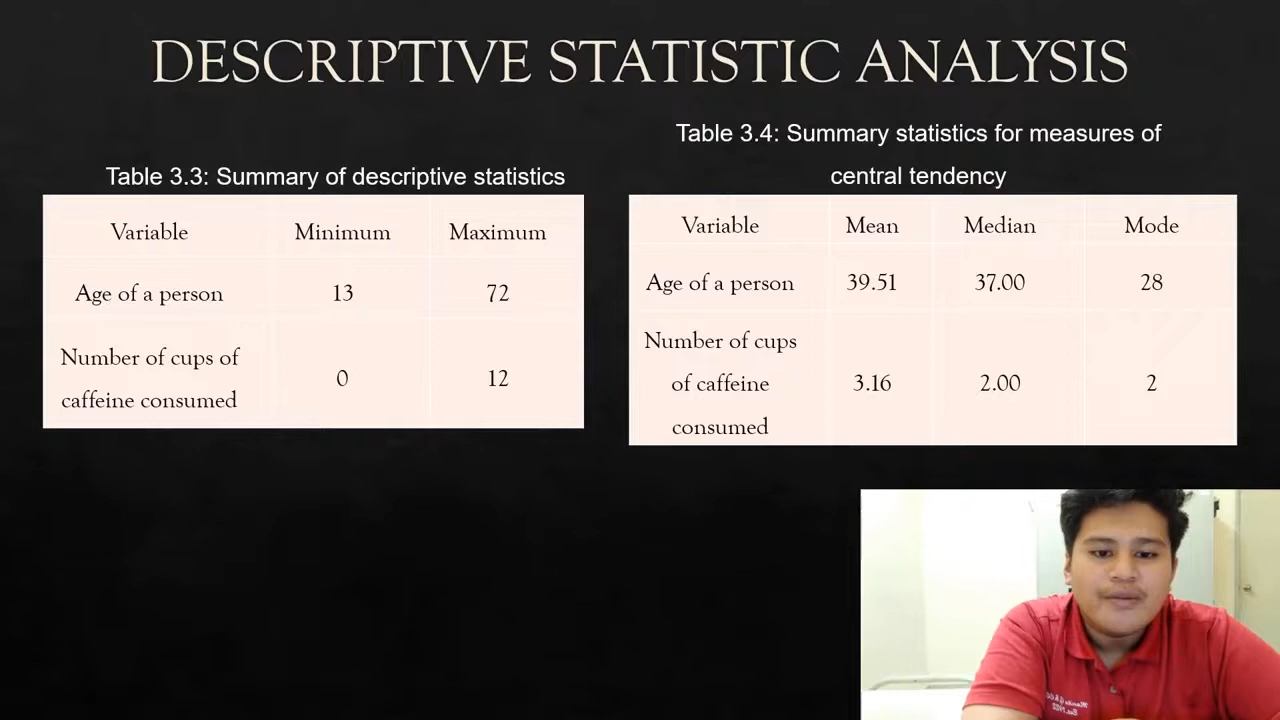 DESCRIPTIVE STATISTIC ANALYSIS
Table 3.3: Summary of descriptive statistics
Variable Minimum Maximum
Age of a person 13 72
Number of cups of
caffeine consumed
0 12
Table 3.4: Summary statistics for measures of
central tendency
Variable Mean Median Mode
Age of a person 39.51 37.00 28
Number of cups
of caffeine
consumed
3.16 2.00 2